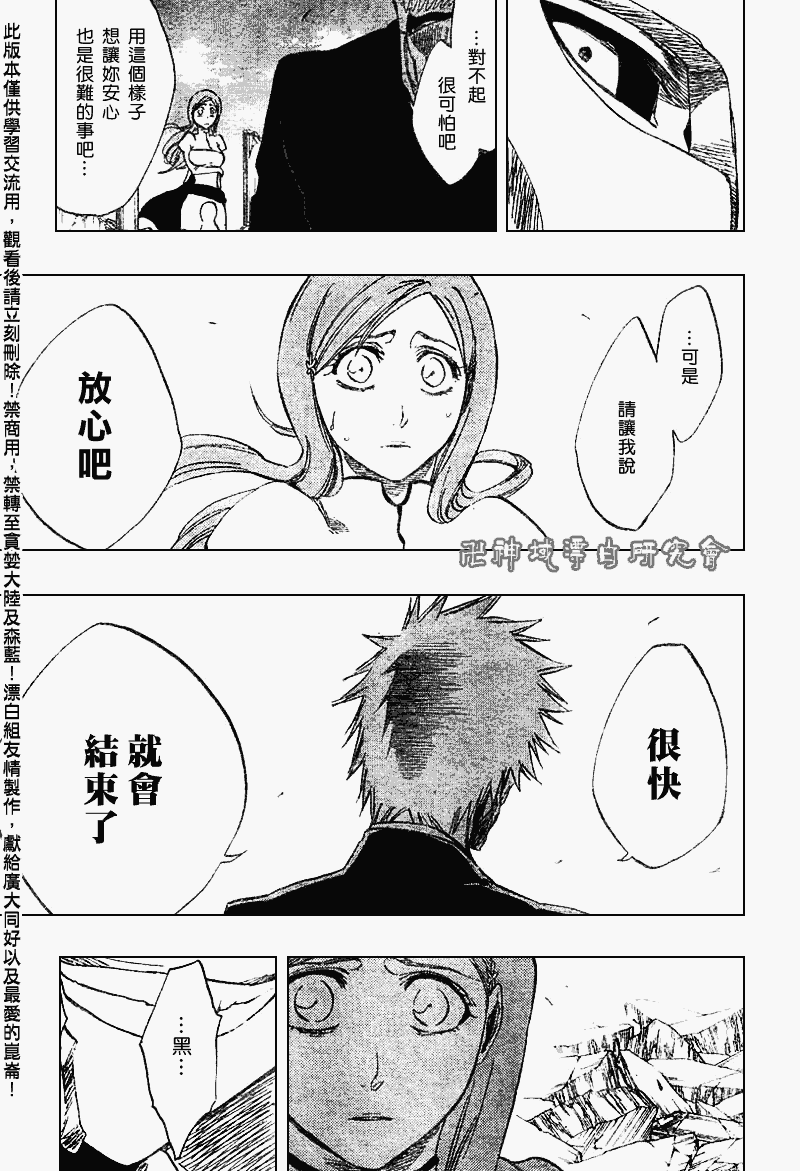 …對不起
很可怕吧
用這個樣子
想讓妳安心
也是很難的事吧…
…可是
請讓我說
放心吧
卍神域漂白研究會
很快
就會
結束了
…黑…
此版本僅供學習交流用，觀看後請立刻刪除！禁商用，禁轉至貪婪大陸及森藍！漂白組友情製作，獻給廣大同好以及最愛的崑崙！